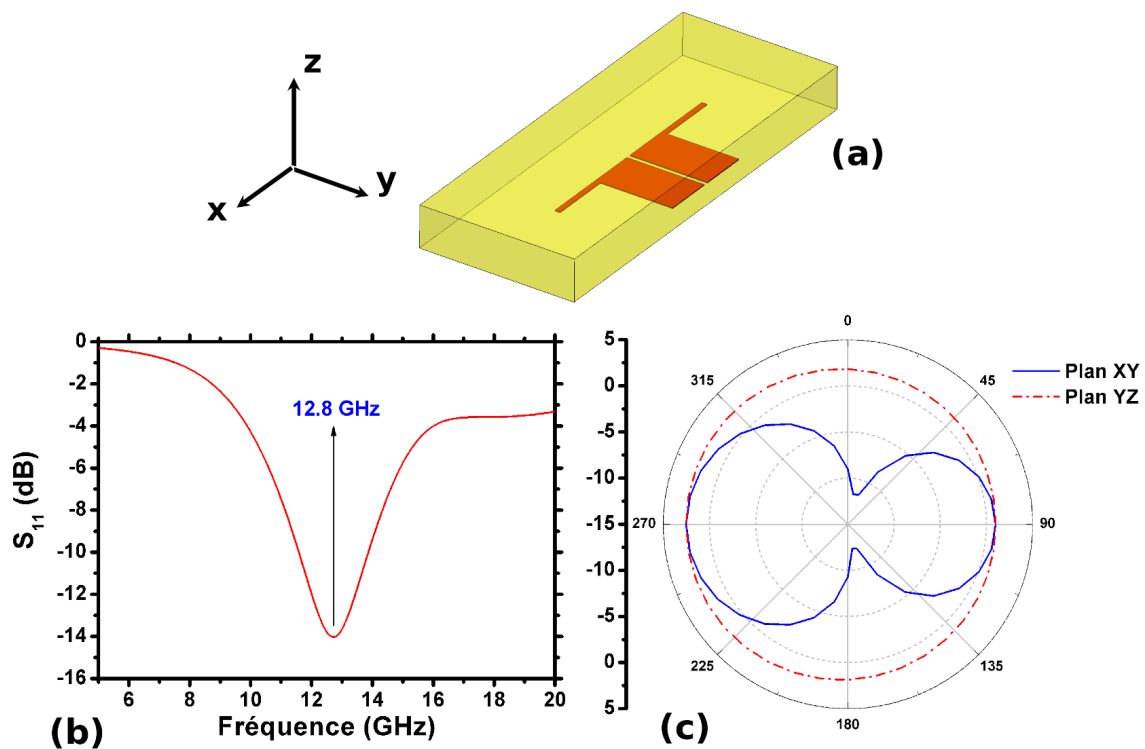 z
y
x
(a)
0
-2
-4
-6
-8
-10
-12
-14
-16
S11 (dB)
12.8 GHz
6 8 10 12 14 16 18 20
Fréquence (GHz)
(b)
5
0
-5
-10
-15
-10
-5
0
5
0
45
90
135
180
225
270
315
Plan XY
Plan YZ
(c)